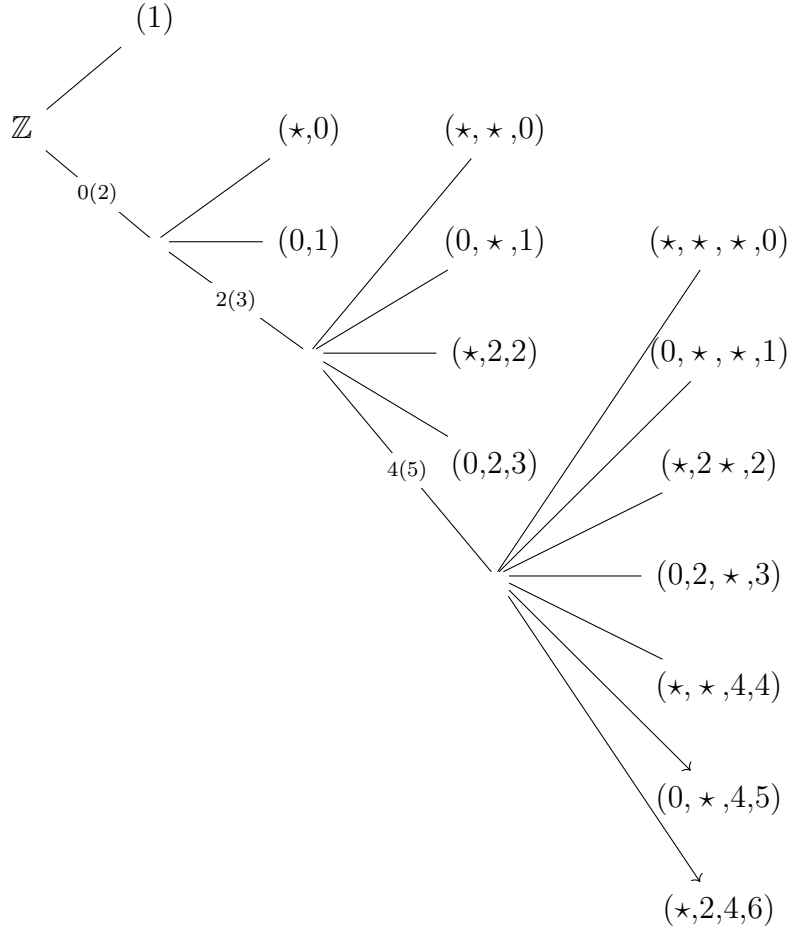 (1)
ℤ
(⋆,0)
(⋆, ⋆ ,0)
0(2)
(0,1)
(0, ⋆ ,1)
(⋆, ⋆ , ⋆ ,0)
2(3)
(⋆,2,2)
(0, ⋆ , ⋆ ,1)
4(5)
(0,2,3)
(⋆,2 ⋆ ,2)
(0,2, ⋆ ,3)
(⋆, ⋆ ,4,4)
(0, ⋆ ,4,5)
(⋆,2,4,6)